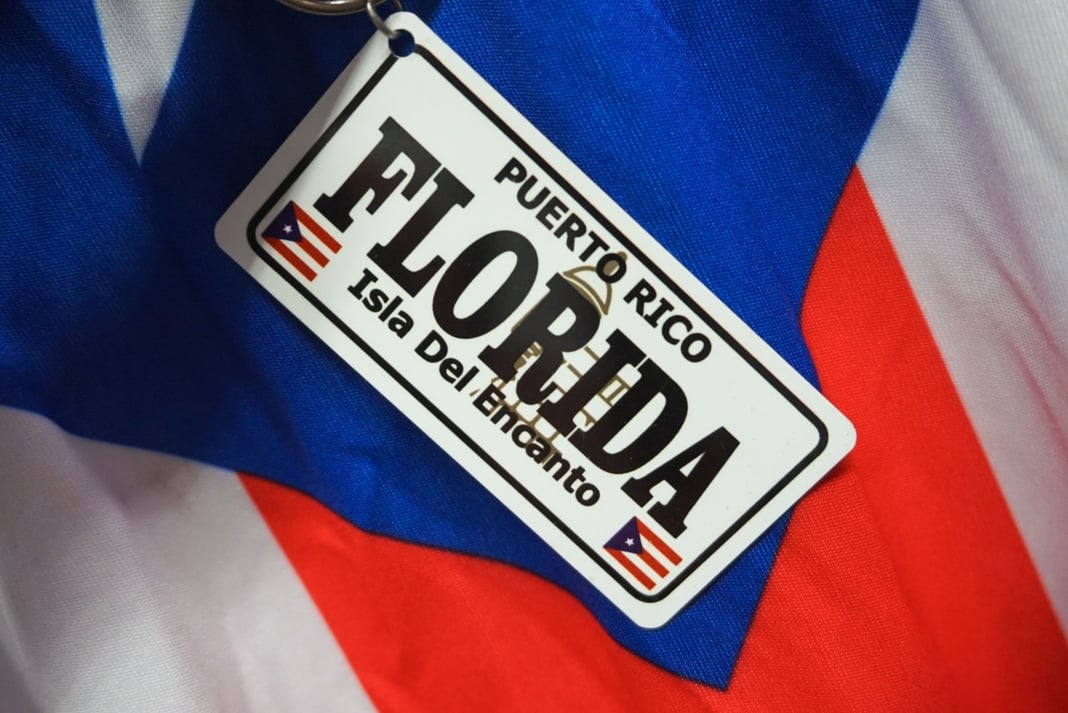 PUERTO RICO
FLORIDA
Isla Del Encanto